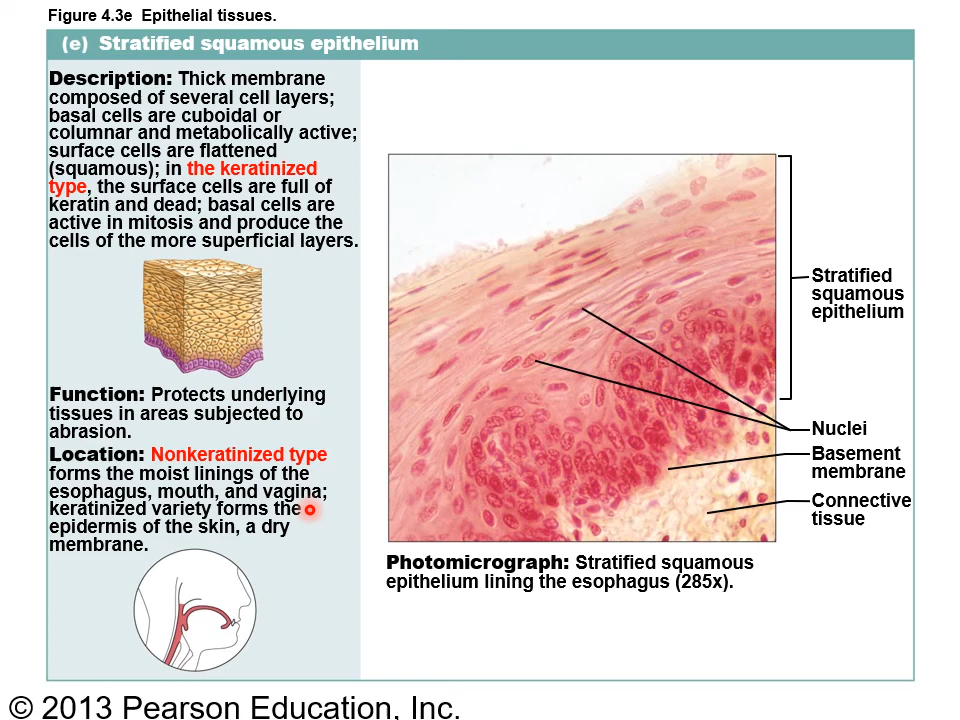 Figure 4.3e Epithelial tissues.
(e) Stratified squamous epithelium
Description: Thick membrane
composed of several cell layers;
basal cells are cuboidal or
columnar and metabolically active;
surface cells are flattened
(squamous); in the keratinized
type, the surface cells are full of
keratin and dead; basal cells are
active in mitosis and produce the
cells of the more superficial layers.
Function: Protects underlying
tissues in areas subjected to
abrasion.
Location: Nonkeratinized type
forms the moist linings of the
esophagus, mouth, and vagina;
keratinized variety forms the
epidermis of the skin, a dry
membrane.
Stratified
squamous
epithelium
Nuclei
Basement
membrane
Connective
tissue
Photomicrograph: Stratified squamous
epithelium lining the esophagus (285x).
© 2013 Pearson Education, Inc.